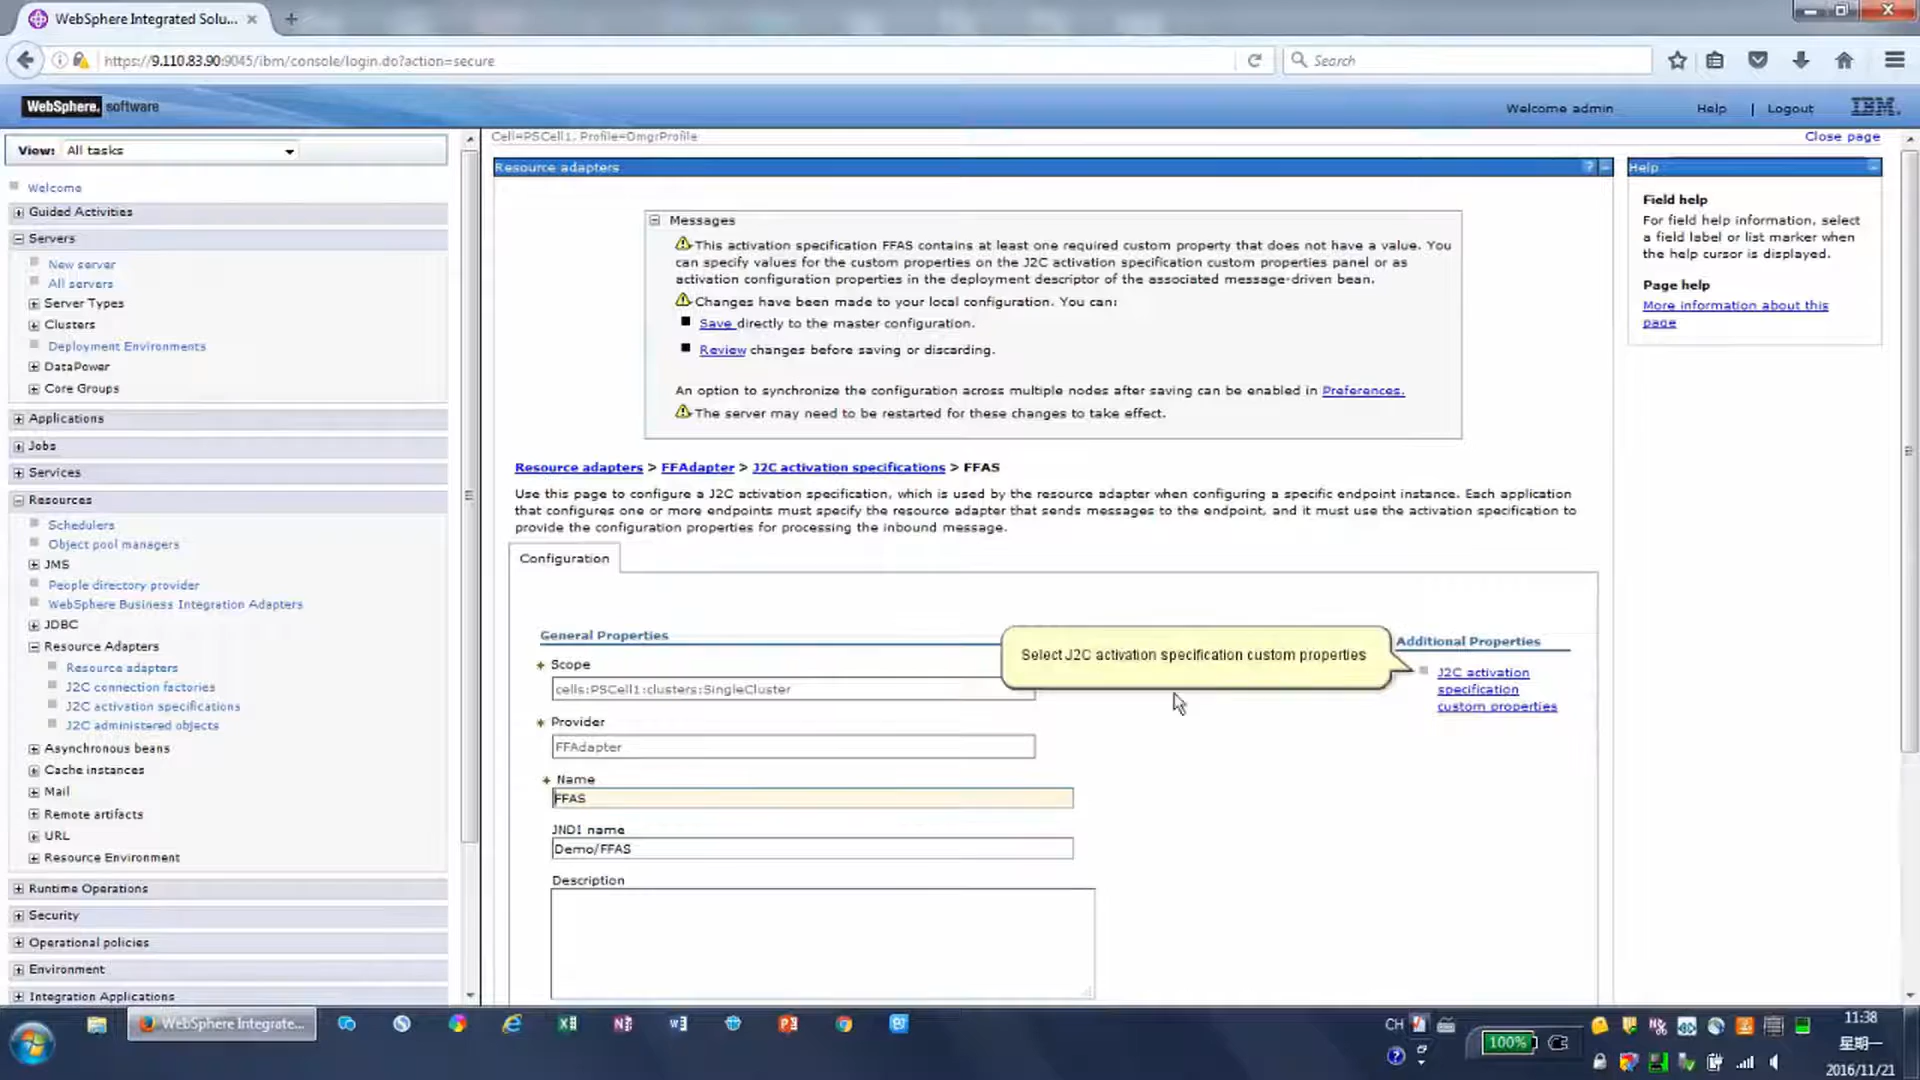 WebSphere Integrated Solu...
https://9.110.83.90:9045/ibm/console/login.do?action=secure
Search
WebSphere. software
Welcome admin
Help | Logout
IBM.
View: All tasks
Welcome
Guided Activities
Servers
New server
All servers
Server Types
Clusters
Deployment Environments
DataPower
Core Groups
Applications
Jobs
Services
Resources
Schedulers
Object pool managers
JMS
People directory provider
WebSphere Business Integration Adapters
JDBC
Resource Adapters
Resource adapters
J2C connection factories
J2C activation specifications
J2C administered objects
Asynchronous beans
Cache instances
Mail
Remote artifacts
URL
Resource Environment
Runtime Operations
Security
Operational policies
Environment
Integration Applications
Cell=PSCell1, Profile=DmgrProfile
Close page
Resource adapters
?
Messages
This activation specification FFAS contains at least one required custom property that does not have a value. You
can specify values for the custom properties on the J2C activation specification custom properties panel or as
activation configuration properties in the deployment descriptor of the associated message-driven bean.
Changes have been made to your local configuration. You can:
Save directly to the master configuration.
Review changes before saving or discarding.
An option to synchronize the configuration across multiple nodes after saving can be enabled in Preferences.
The server may need to be restarted for these changes to take effect.
Resource adapters > FFAdapter > J2C activation specifications > FFAS
Use this page to configure a J2C activation specification, which is used by the resource adapter when configuring a specific endpoint instance. Each application
that configures one or more endpoints must specify the resource adapter that sends messages to the endpoint, and it must use the activation specification to
provide the configuration properties for processing the inbound message.
Configuration
General Properties
Scope
cells:PSCell1:clusters:SingleCluster
Provider
FFAdapter
Name
FFAS
JNDI name
Demo/FFAS
Description
Select J2C activation specification custom properties
Additional Properties
J2C activation
specification
custom properties
Help
Field help
For field help information, select
a field label or list marker when
the help cursor is displayed.
Page help
More information about this
page
WebSphere Integrate...
CH
100%
11:38
星期一
2016/11/21